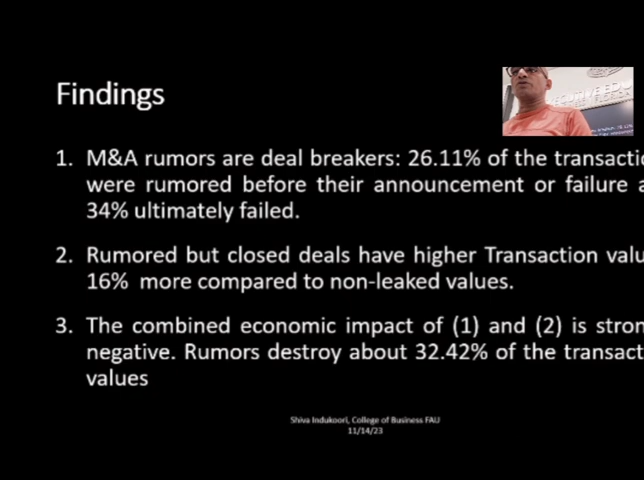 Findings
1. M&A rumors are deal breakers: 26.11% of the transactio
were rumored before their announcement or failure a
34% ultimately failed.
2. Rumored but closed deals have higher Transaction valu
16% more compared to non-leaked values.
3. The combined economic impact of (1) and (2) is stron
negative. Rumors destroy about 32.42% of the transact
values
Shiva Indukoori, College of Business FAU
11/14/23